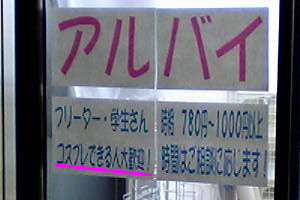 アルバイ
フリーター・学生さん
コスプレできる人大歓迎!
時給 780円~1000円以上
時間はご相談に応じます!